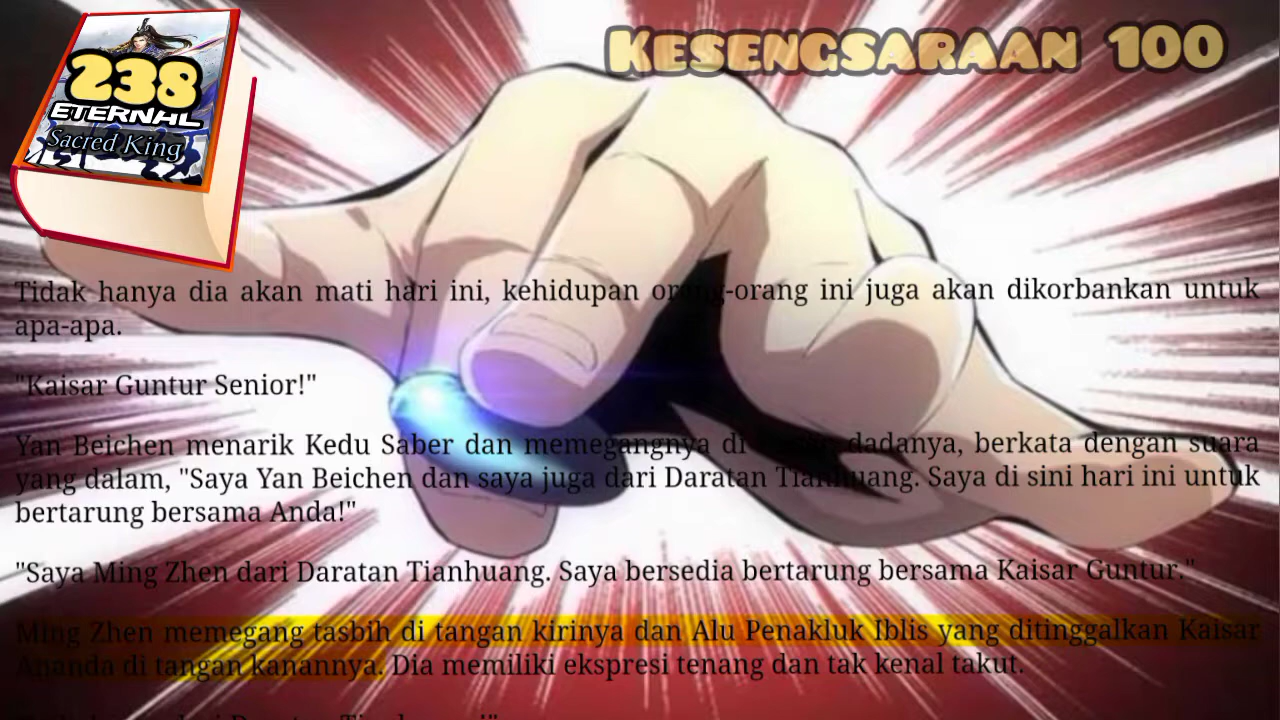 238
ETERNAL
Sacred King
KESENGSARAAN 100
Tidak hanya dia akan mati hari ini, kehidupan orang-orang ini juga akan dikorbankan untuk
apa-apa.
"Kaisar Guntur Senior!"
Yan Beichen menarik Kedu Saber dan memegangnya di dadanya, berkata dengan suara
yang dalam, "Saya Yan Beichen dan saya juga dari Daratan Tianhuang. Saya di sini hari ini untuk
bertarung bersama Anda!"
"Saya Ming Zhen dari Daratan Tianhuang. Saya bersedia bertarung bersama Kaisar Guntur."
Ming Zhen memegang tasbih di tangan kirinya dan Alu Penakluk Iblis yang ditinggalkan Kaisar
Ananda di tangan kanannya. Dia memiliki ekspresi tenang dan tak kenal takut.